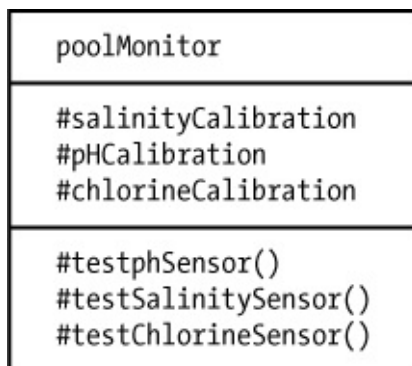 poolMonitor
#salinityCalibration
#pHCalibration
#chlorineCalibration
#testphSensor()
#testSalinitySensor()
#testChlorineSensor()